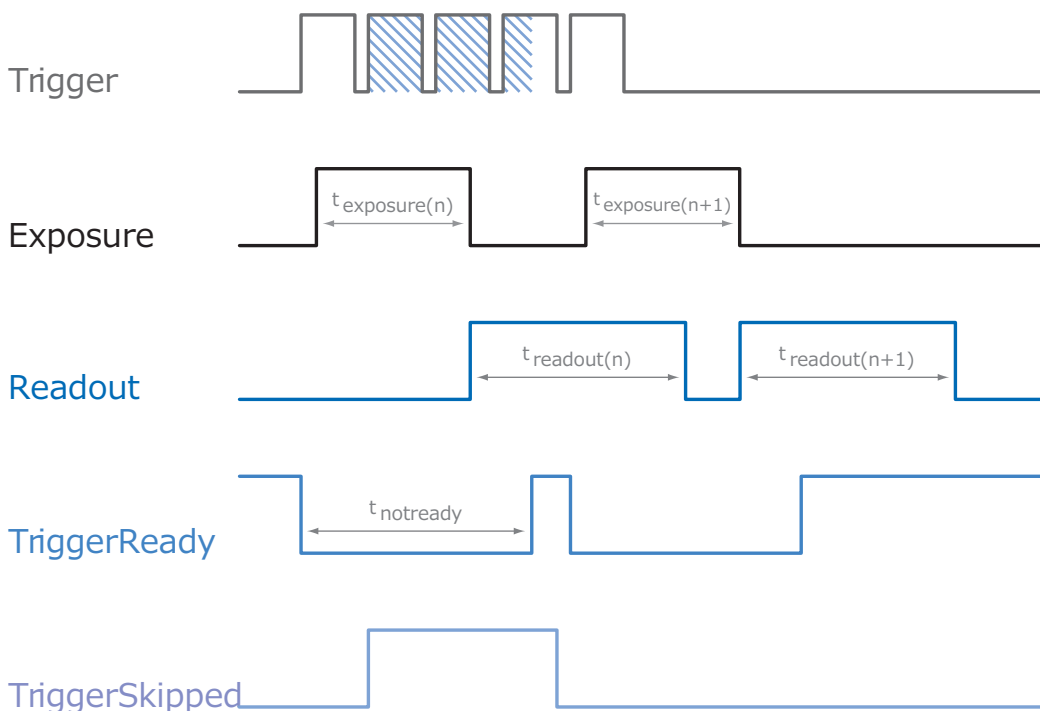 Trigger
Exposure
t exposure(n)
t exposure(n+1)
Readout
t readout(n)
t readout(n+1)
TriggerReady
t notready
TriggerSkipped